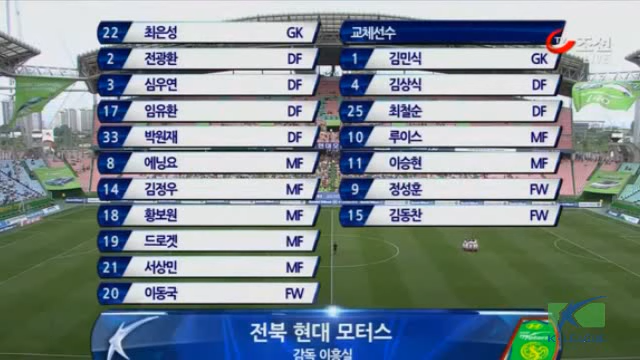 22 최은성 GK
2 전광환 DF
3 심우연 DF
17 임유환 DF
33 박원재 DF
8 에닝요 MF
14 김정우 MF
18 황보원 MF
19 드로겟 MF
21 서상민 MF
20 이동국 FW
교체선수
1 김민식 GK
4 김상식 DF
25 최철순 DF
10 루이스 MF
11 이승현 MF
9 정성훈 FW
15 김동찬 FW
전북 현대 모터스
감독 이흥실
조선